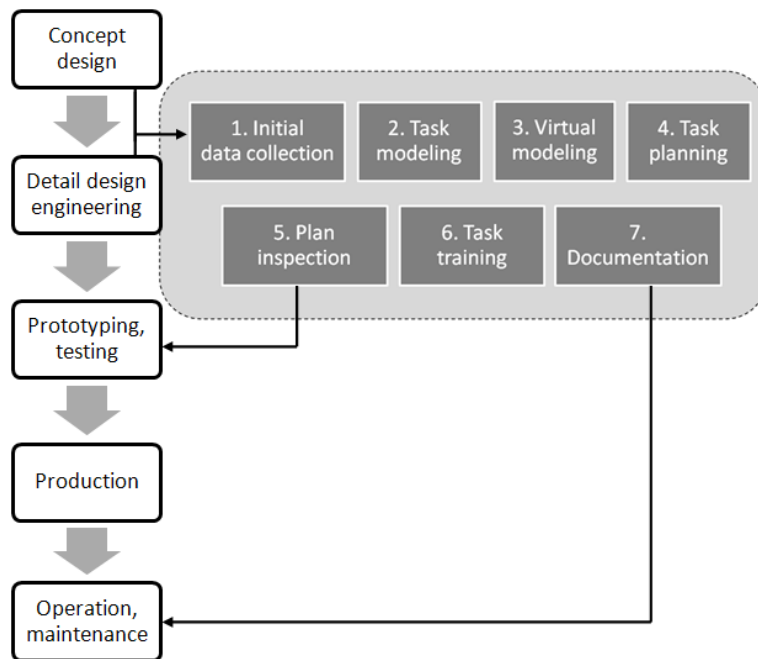 Concept
design
1. Initial
data collection
2. Task
modeling
3. Virtual
modeling
4. Task
planning
Detail design
engineering
5. Plan
inspection
6. Task
training
7.
Documentation
Prototyping,
testing
Production
Operation,
maintenance